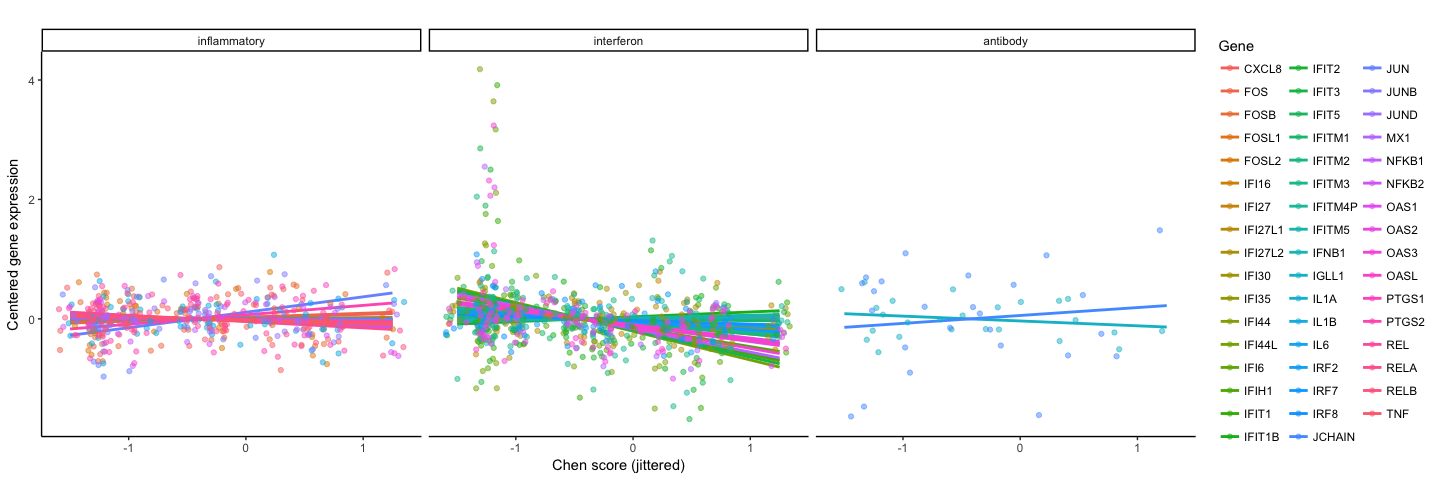 inflammatory
interferon
antibody
Centered gene expression
4
2
0
-1
0
1
-1
0
1
-1
0
1
Chen score (jittered)
Gene
CXCL8
FOS
FOSB
FOSL1
FOSL2
IFI16
IFI27
IFI27L1
IFI27L2
IFI30
IFI35
IFI44
IFI44L
IFI6
IFIH1
IFIT1
IFIT1B
IFIT2
IFIT3
IFIT5
IFITM1
IFITM2
IFITM3
IFITM4P
IFITM5
IFNB1
IGLL1
IL1A
IL1B
IL6
IRF2
IRF7
IRF8
JCHAIN
JUN
JUNB
JUND
MX1
NFKB1
NFKB2
OAS1
OAS2
OAS3
OASL
PTGS1
PTGS2
REL
RELA
RELB
TNF